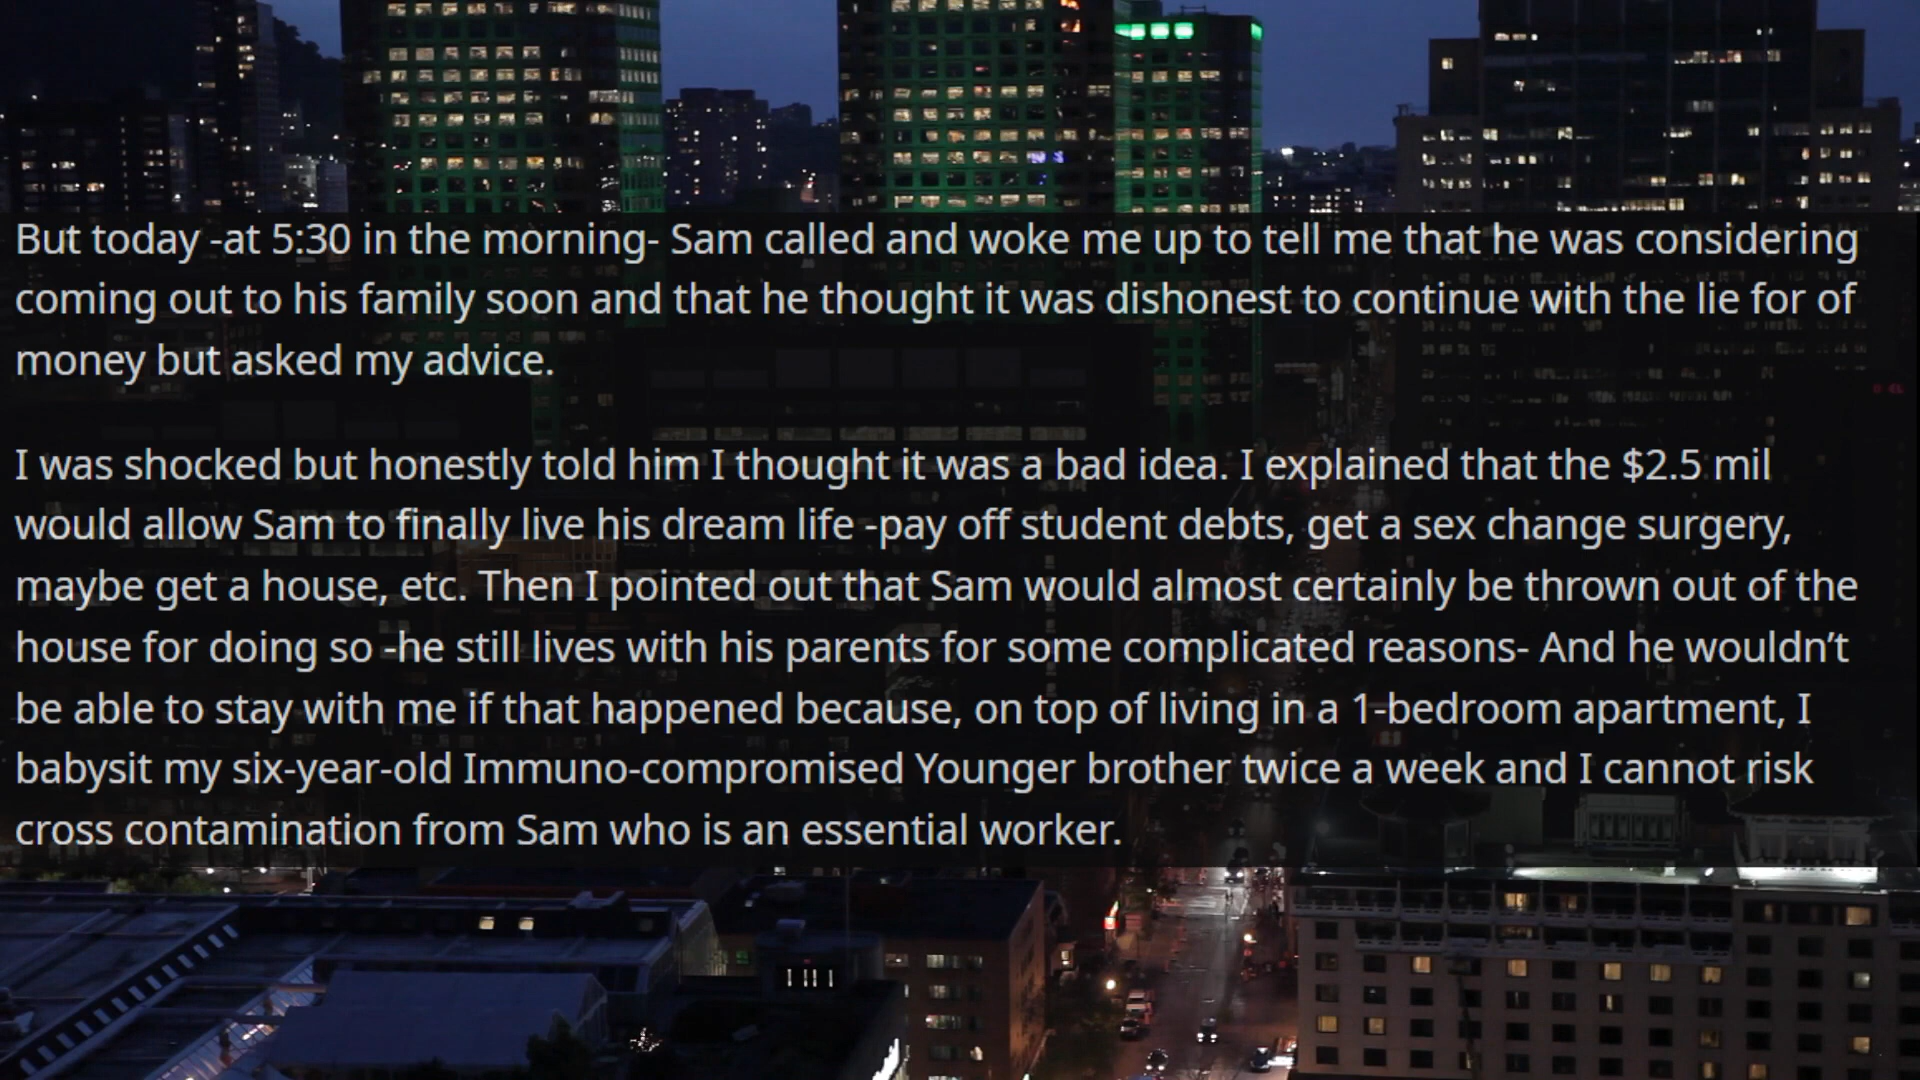 But today -at 5:30 in the morning- Sam called and woke me up to tell me that he was considering
coming out to his family soon and that he thought it was dishonest to continue with the lie for of
money but asked my advice.
I was shocked but honestly told him I thought it was a bad idea. I explained that the $2.5 mil
would allow Sam to finally live his dream life -pay off student debts, get a sex change surgery,
maybe get a house, etc. Then I pointed out that Sam would almost certainly be thrown out of the
house for doing so -he still lives with his parents for some complicated reasons- And he wouldn’t
be able to stay with me if that happened because, on top of living in a 1-bedroom apartment, I
babysit my six-year-old Immuno-compromised Younger brother twice a week and I cannot risk
cross contamination from Sam who is an essential worker.